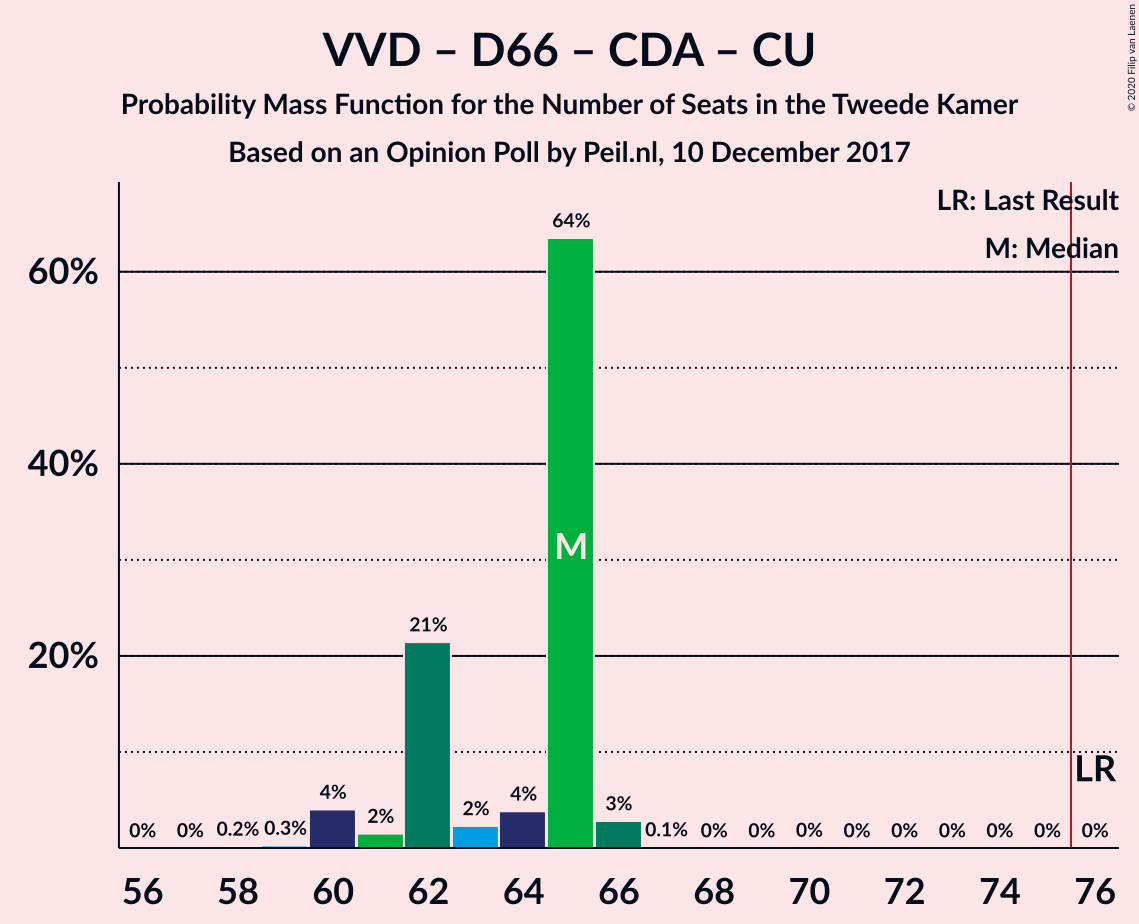 VVD – D66 – CDA – CU
Probability Mass Function for the Number of Seats in the Tweede Kamer
Based on an Opinion Poll by Peil.nl, 10 December 2017
© 2020 Filip van Laenen
LR: Last Result
M: Median
60%
40%
20%
0% 0% 0.2% 0.3% 4% 2% 21% 2% 4% 64% 3% 0.1% 0% 0% 0% 0% 0% 0% 0% 0% 0%
M
LR
56 58 60 62 64 66 68 70 72 74 76